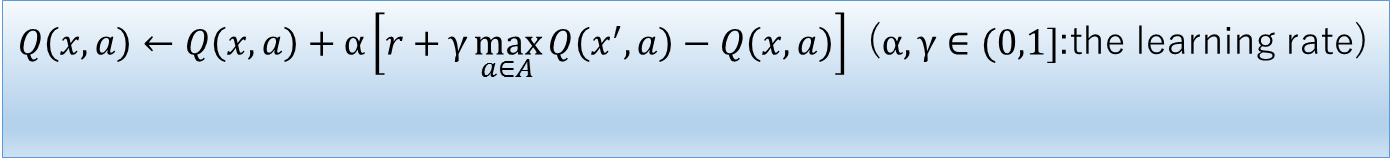 Q(x, a) ← Q(x, a) + α[r + γ max_{a∈A} Q(x′, a) − Q(x, a)] (α, γ ∈ (0,1]:the learning rate)